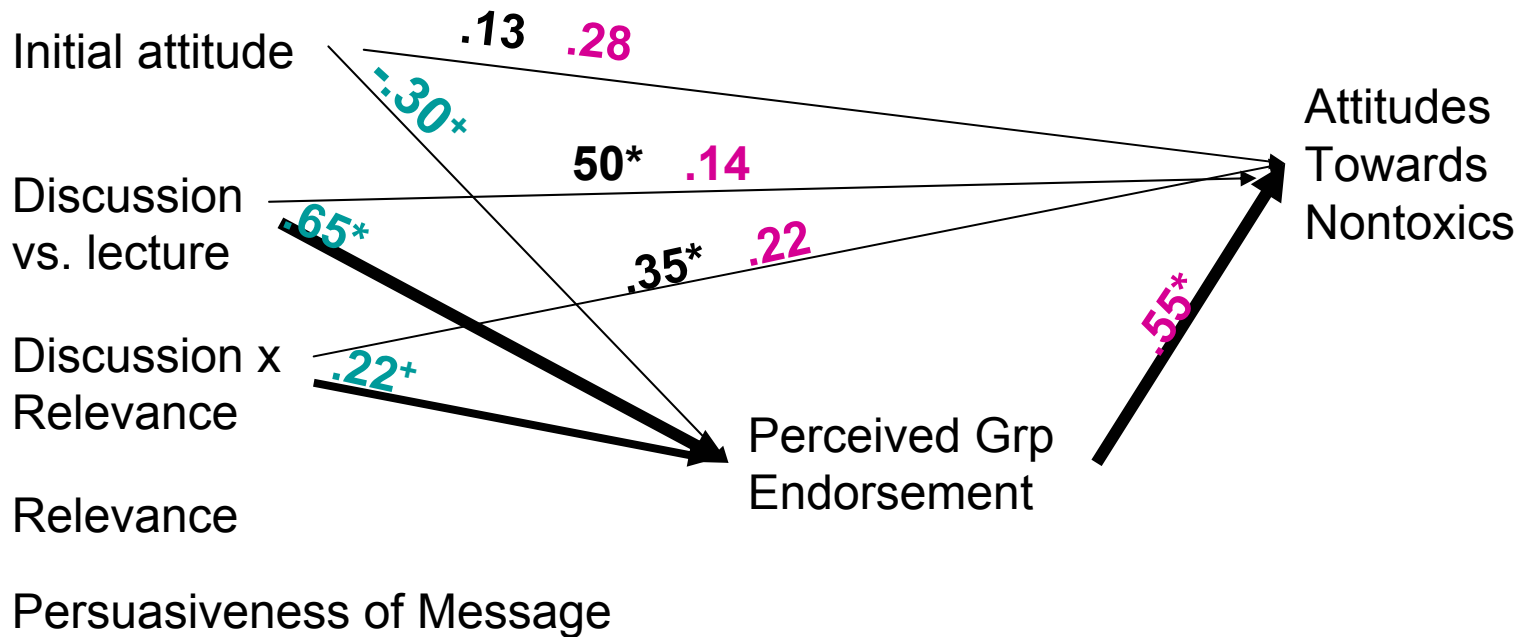 Initial attitude
.13 .28
-.30+
Attitudes
Towards
Nontoxics
50* .14
Discussion
vs. lecture
.65*
.35* .22
.55*
Discussion x
Relevance
.22+
Perceived Grp
Endorsement
Relevance
Persuasiveness of Message